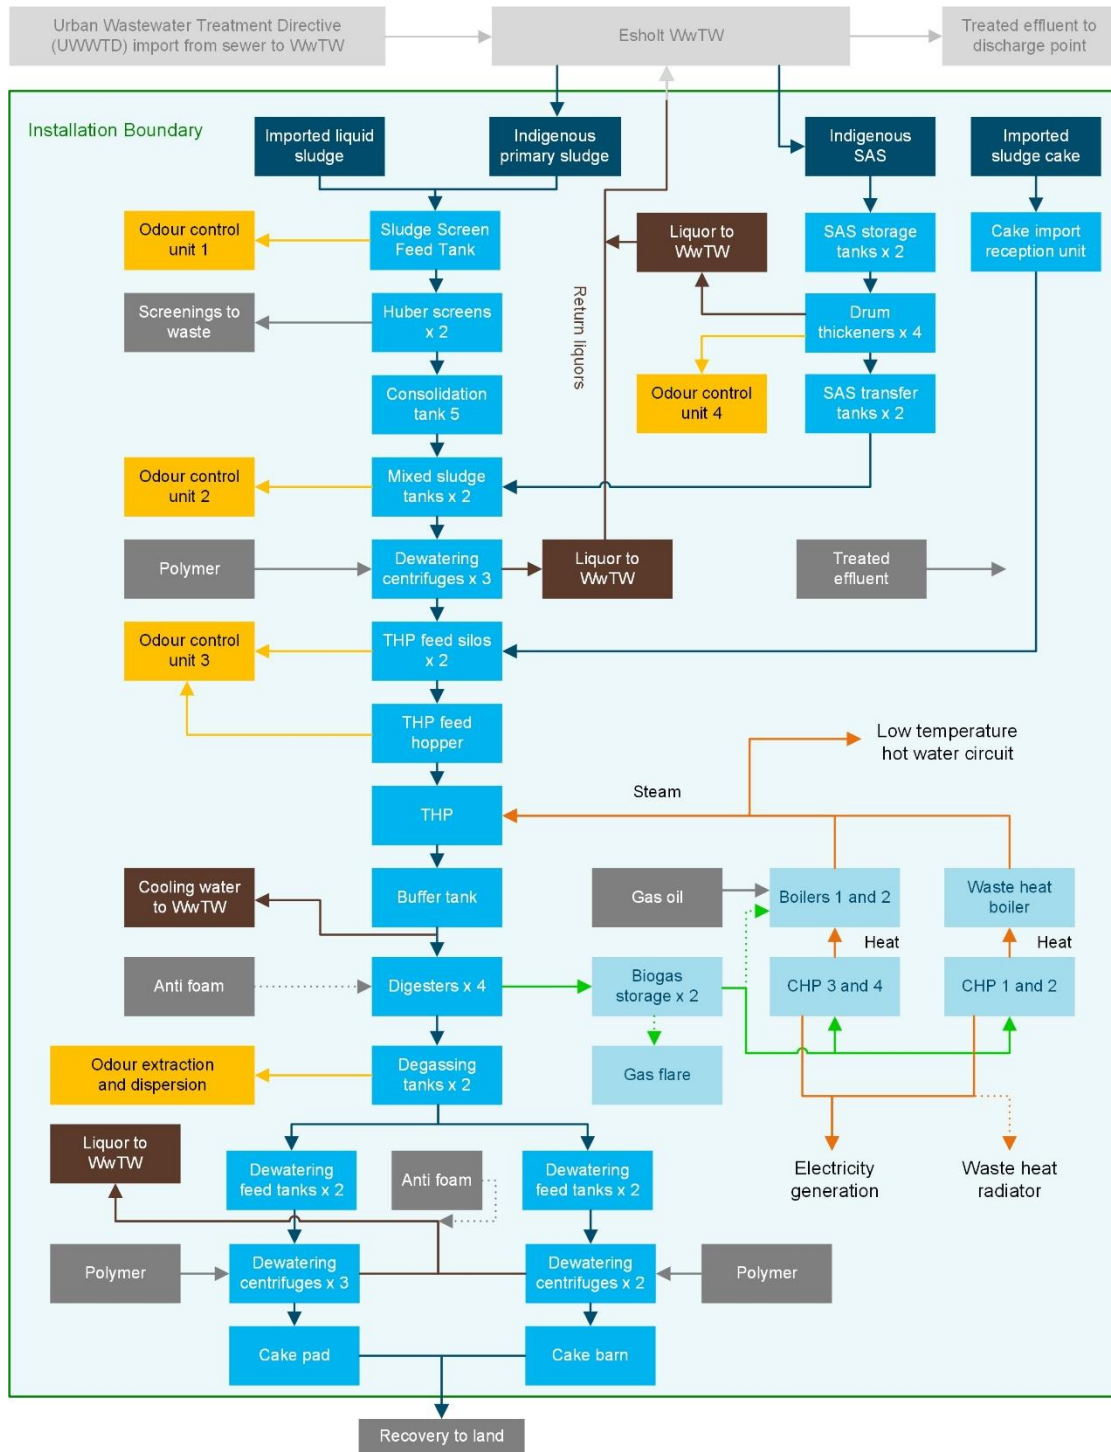 Urban Wastewater Treatment Directive
(UWWTD) import from sewer to WwTW
Esholt WwTW
Treated effluent to
discharge point
Installation Boundary
Imported liquid
sludge
Indigenous
primary sludge
Indigenous
SAS
Imported
sludge cake
Odour control
unit 1
Sludge Screen
Feed Tank
Liquor to
WwTW
SAS storage
tanks x 2
Cake import
reception unit
Screenings to
waste
Huber screens
x 2
Return liquors
Drum
thickeners x 4
Consolidation
tank 5
Odour control
unit 4
SAS transfer
tanks x 2
Odour control
unit 2
Mixed sludge
tanks x 2
Polymer
Dewatering
centrifuges x 3
Liquor to
WwTW
Treated
effluent
Odour control
unit 3
THP feed silos
x 2
THP feed
hopper
Low temperature
hot water circuit
Steam
THP
Cooling water
to WwTW
Buffer tank
Gas oil
Boilers 1 and 2
Waste heat
boiler
Heat
Heat
Anti foam
Digesters x 4
Biogas
storage x 2
CHP 3 and 4
CHP 1 and 2
Odour extraction
and dispersion
Degassing
tanks x 2
Gas flare
Liquor to
WwTW
Dewatering
feed tanks x 2
Anti foam
Dewatering
feed tanks x 2
Electricity
generation
Waste heat
radiator
Polymer
Dewatering
centrifuges x 3
Dewatering
centrifuges x 2
Polymer
Cake pad
Cake barn
Recovery to land